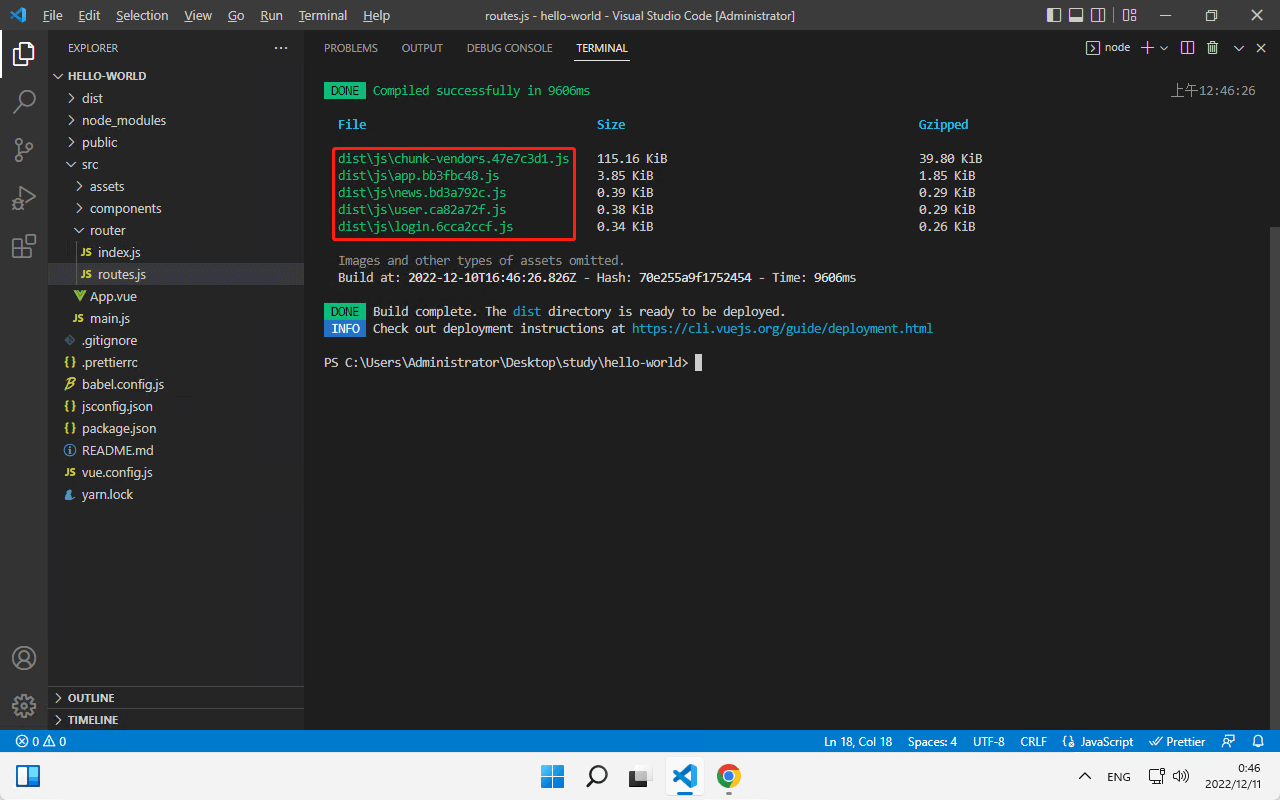 File Edit Selection View Go Run Terminal Help routes.js - hello-world - Visual Studio Code [Administrator]
EXPLORER
HELLO-WORLD
dist
node_modules
public
src
assets
components
router
JS index.js
JS routes.js
App.vue
JS main.js
.gitignore
{} .prettierrc
babel.config.js
{} jsconfig.json
{} package.json
README.md
JS vue.config.js
yarn.lock
OUTLINE
TIMELINE
PROBLEMS OUTPUT DEBUG CONSOLE TERMINAL node
DONE Compiled successfully in 9606ms 上午12:46:26
File Size Gzipped
dist\js\chunk-vendors.47e7c3d1.js 115.16 KiB 39.80 KiB
dist\js\app.bb3fbc48.js 3.85 KiB 1.85 KiB
dist\js\news.bd3a792c.js 0.39 KiB 0.29 KiB
dist\js\user.ca82a72f.js 0.38 KiB 0.29 KiB
dist\js\login.6cca2ccf.js 0.34 KiB 0.26 KiB
Images and other types of assets omitted.
Build at: 2022-12-10T16:46:26.826Z - Hash: 70e255a9f1752454 - Time: 9606ms
DONE Build complete. The dist directory is ready to be deployed.
INFO Check out deployment instructions at https://cli.vuejs.org/guide/deployment.html
PS C:\Users\Administrator\Desktop\study\hello-world>
0 0 Ln 18, Col 18 Spaces: 4 UTF-8 CRLF {} JavaScript Prettier
ENG
0:46
2022/12/11